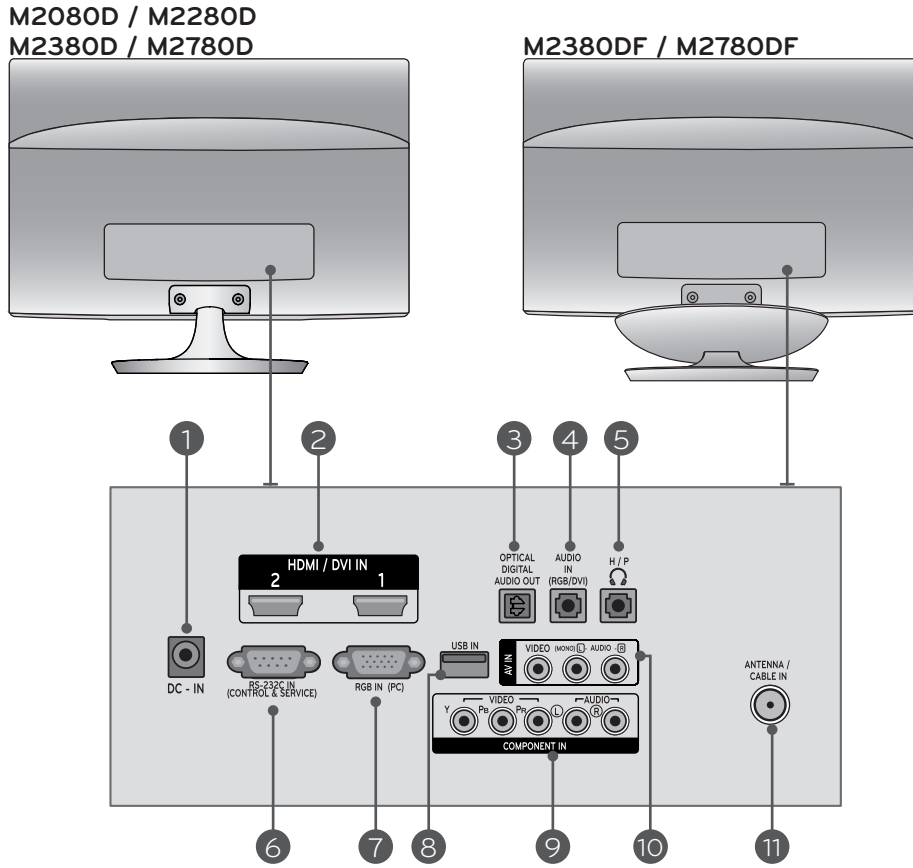 M2080D / M2280D
M2380D / M2780D
M2380DF / M2780DF
1
2
3
4
5
HDMI / DVI IN
2
1
OPTICAL
DIGITAL
AUDIO OUT
AUDIO
IN
(RGB/DVI)
H / P
DC - IN
RS-232C IN
(CONTROL & SERVICE)
RGB IN (PC)
USB IN
AV IN
VIDEO (MONO) L - AUDIO - R
Y PB VIDEO PR L AUDIO R
COMPONENT IN
ANTENNA /
CABLE IN
6
7
8
9
10
11